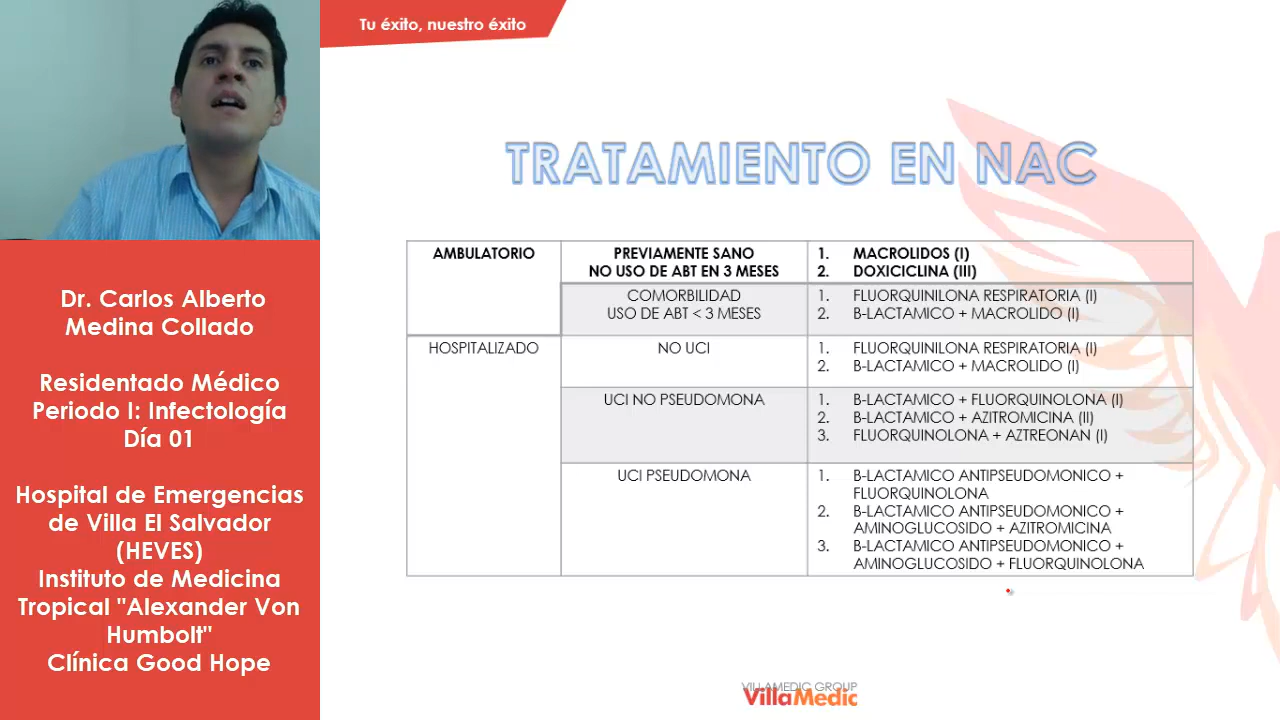 Tu éxito, nuestro éxito
Dr. Carlos Alberto
Medina Collado
Residentado Médico
Periodo I: Infectología
Día 01
Hospital de Emergencias
de Villa El Salvador
(HEVES)
Instituto de Medicina
Tropical "Alexander Von
Humbolt"
Clínica Good Hope
TRATAMIENTO EN NAC
AMBULATORIO
PREVIAMENTE SANO
NO USO DE ABT EN 3 MESES
1. MACROLIDOS (I)
2. DOXICICLINA (III)
COMORBILIDAD
USO DE ABT < 3 MESES
1. FLUORQUINILONA RESPIRATORIA (I)
2. B-LACTAMICO + MACROLIDO (I)
HOSPITALIZADO
NO UCI
1. FLUORQUINILONA RESPIRATORIA (I)
2. B-LACTAMICO + MACROLIDO (I)
UCI NO PSEUDOMONA
1. B-LACTAMICO + FLUORQUINOLONA (I)
2. B-LACTAMICO + AZITROMICINA (II)
3. FLUORQUINOLONA + AZTREONAN (I)
UCI PSEUDOMONA
1. B-LACTAMICO ANTIPSEUDOMONICO +
FLUORQUINOLONA
2. B-LACTAMICO ANTIPSEUDOMONICO +
AMINOGLUCOSIDO + AZITROMICINA
3. B-LACTAMICO ANTIPSEUDOMONICO +
AMINOGLUCOSIDO + FLUORQUINOLONA
VILLAMEDIC GROUP
VillaMedic